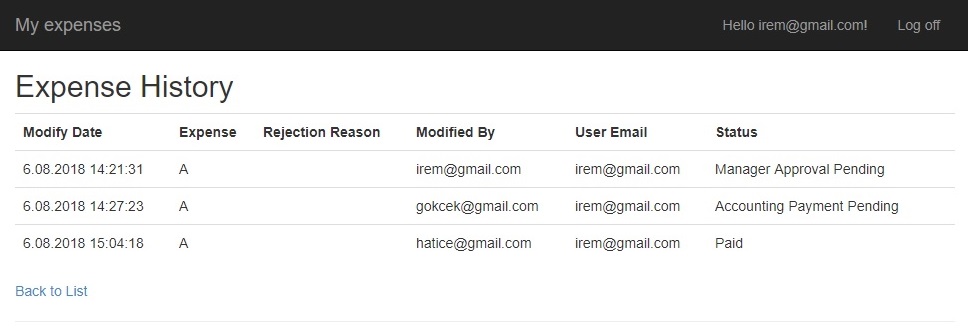 My expenses Hello irem@gmail.com! Log off
Expense History
Modify Date Expense Rejection Reason Modified By User Email Status
6.08.2018 14:21:31 A irem@gmail.com irem@gmail.com Manager Approval Pending
6.08.2018 14:27:23 A gokcek@gmail.com irem@gmail.com Accounting Payment Pending
6.08.2018 15:04:18 A hatice@gmail.com irem@gmail.com Paid
Back to List